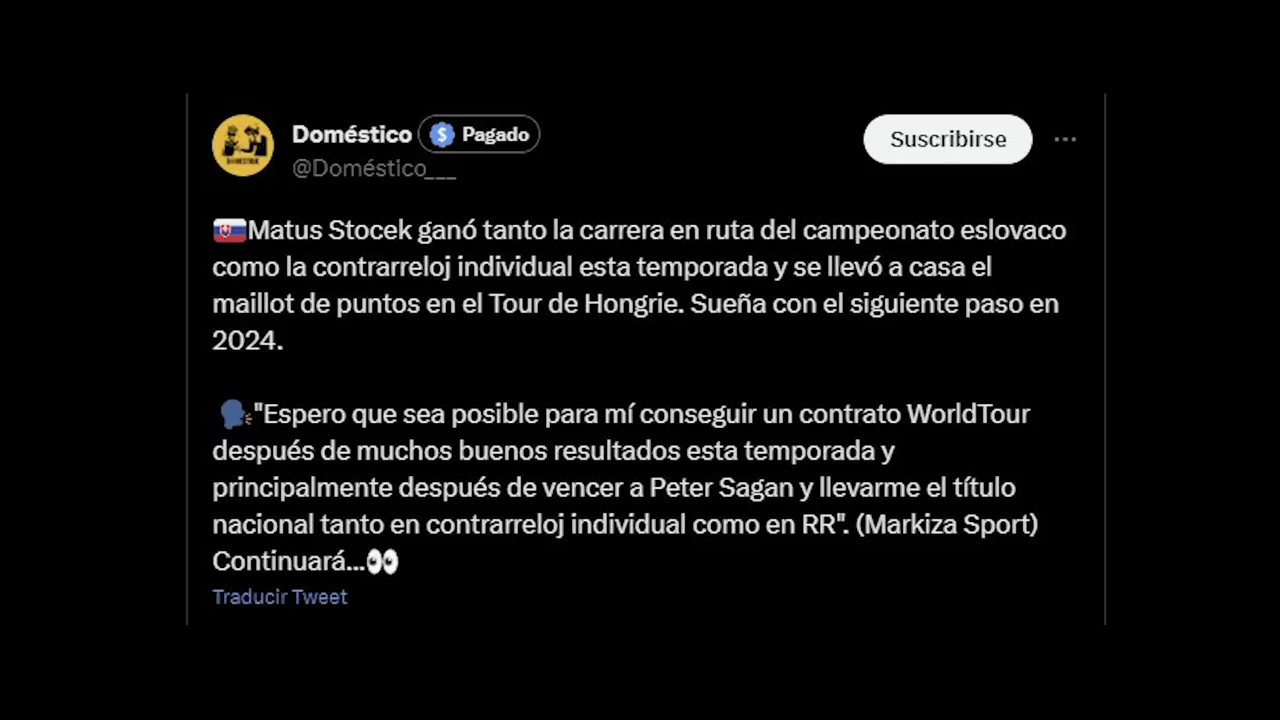 Doméstico Pagado
Suscribirse
@Doméstico___
Matus Stocek ganó tanto la carrera en ruta del campeonato eslovaco
como la contrarreloj individual esta temporada y se llevó a casa el
maillot de puntos en el Tour de Hongrie. Sueña con el siguiente paso en
2024.
"Espero que sea posible para mí conseguir un contrato WorldTour
después de muchos buenos resultados esta temporada y
principalmente después de vencer a Peter Sagan y llevarme el título
nacional tanto en contrarreloj individual como en RR". (Markiza Sport)
Continuará...👀
Traducir Tweet